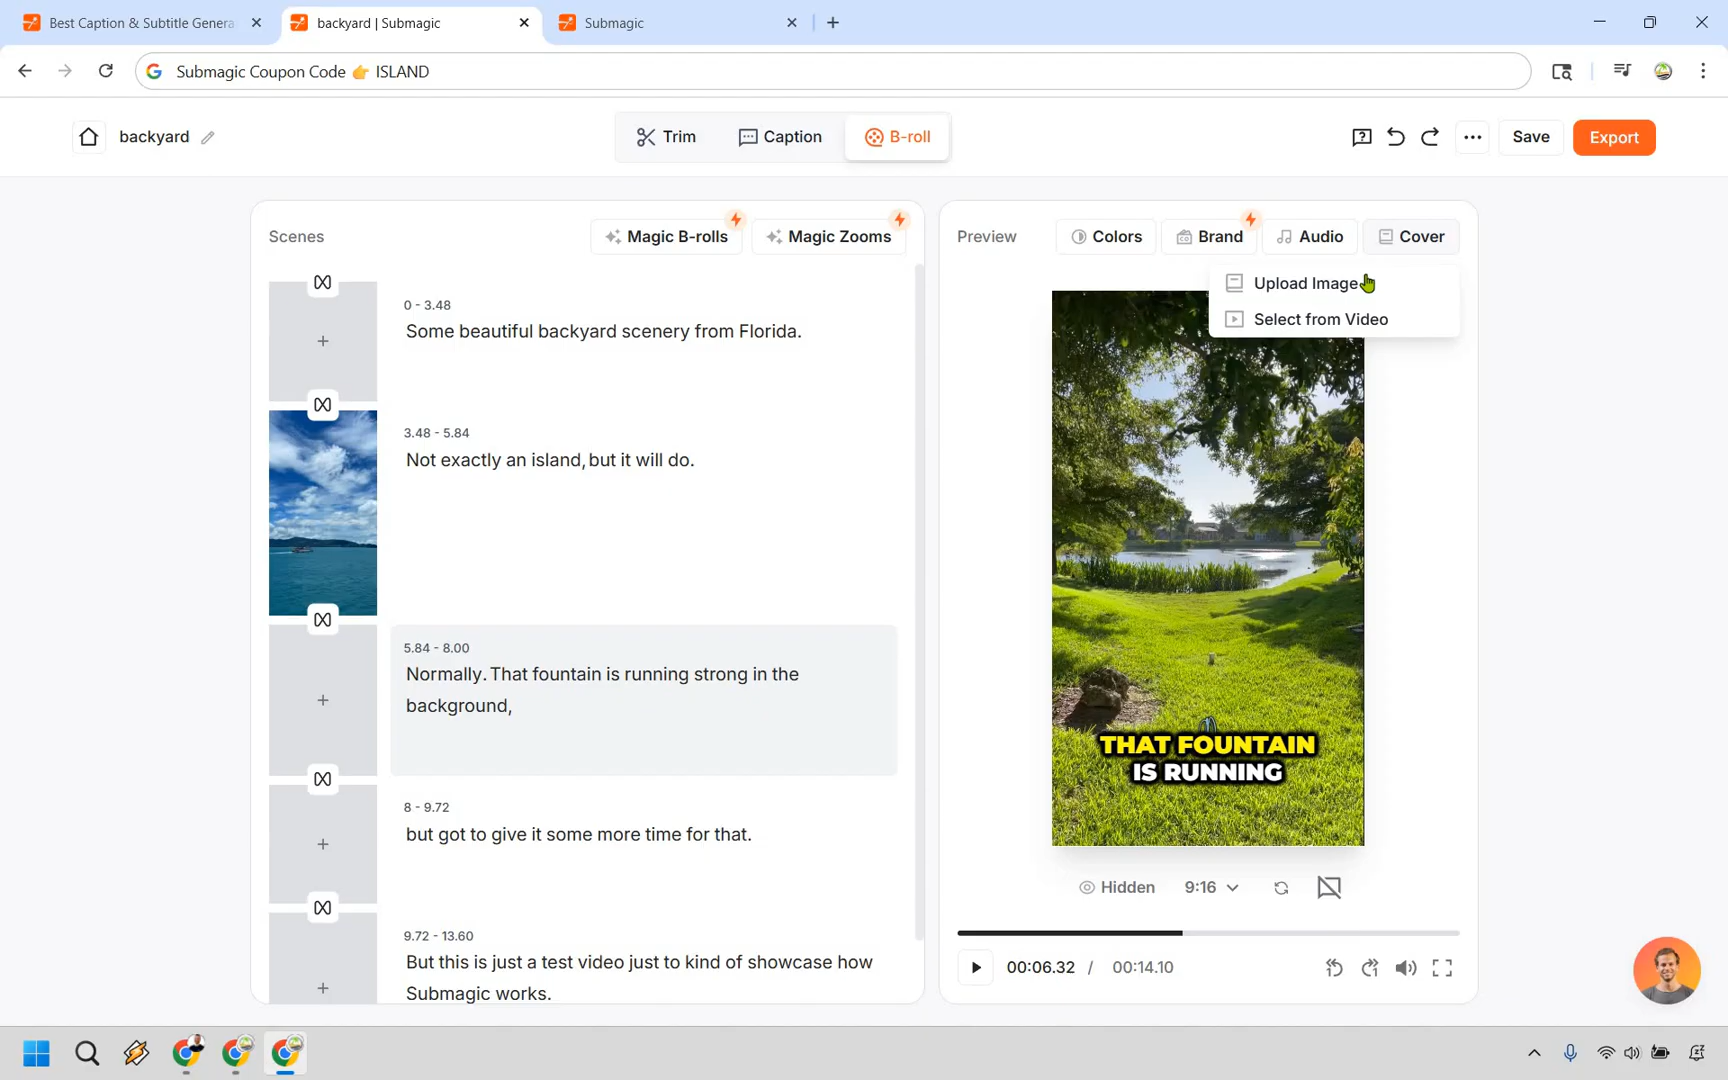 Best Caption & Subtitle Genera
backyard | Submagic
Submagic
Submagic Coupon Code 👉 ISLAND
backyard
Trim
Caption
B-roll
Save
Export
Scenes
Magic B-rolls
Magic Zooms
Preview
Colors
Brand
Audio
Cover
Upload Image
Select from Video
0 - 3.48
Some beautiful backyard scenery from Florida.
3.48 - 5.84
Not exactly an island, but it will do.
5.84 - 8.00
Normally. That fountain is running strong in the
background,
8 - 9.72
but got to give it some more time for that.
9.72 - 13.60
But this is just a test video just to kind of showcase how
Submagic works.
THAT FOUNTAIN
IS RUNNING
Hidden
9:16
00:06.32 / 00:14.10